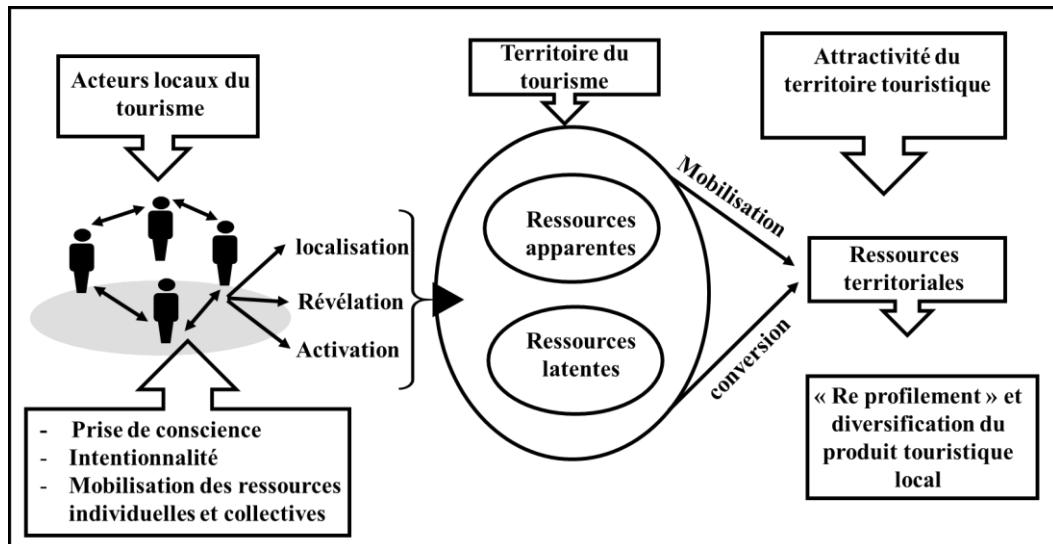 Acteurs locaux du
tourisme
Territoire du
tourisme
Attractivité du
territoire touristique
localisation
Révélation
Activation
Ressources
apparentes
Ressources
latentes
Mobilisation
conversion
Ressources
territoriales
- Prise de conscience
- Intentionnalité
- Mobilisation des ressources
individuelles et collectives
« Re profilement » et
diversification du
produit touristique
local